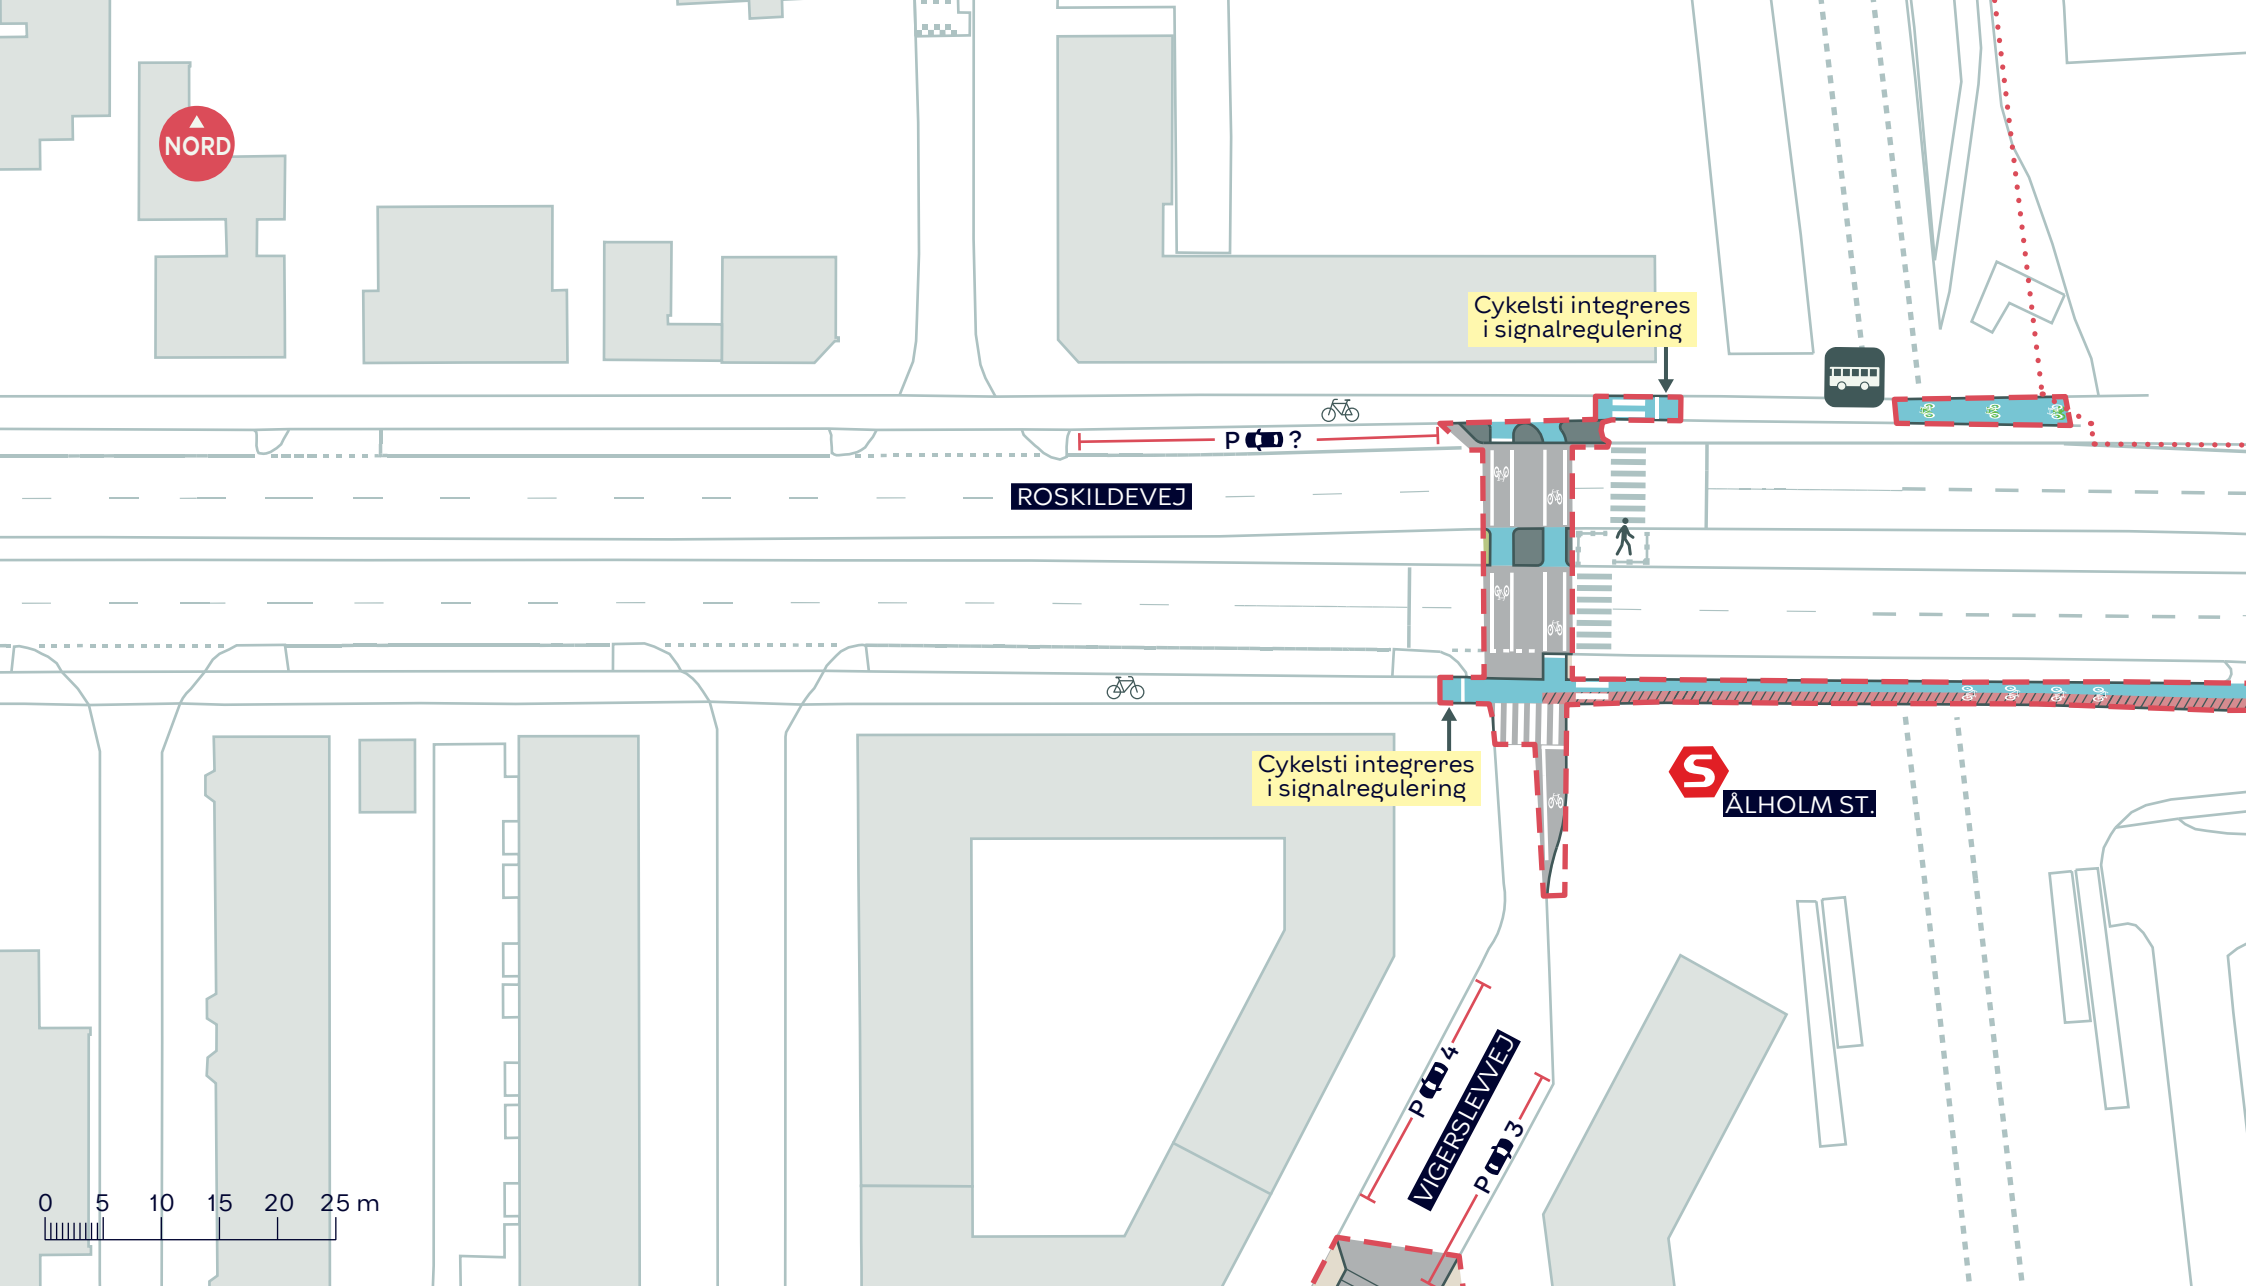 NORD
Cykelsti integreres
i signalregulering
P ?
ROSKILDEVEJ
Cykelsti integreres
i signalregulering
S
ÅLHOLM ST.
P 4
VIGERSLEVVEJ
P 3
0 5 10 15 20 25 m